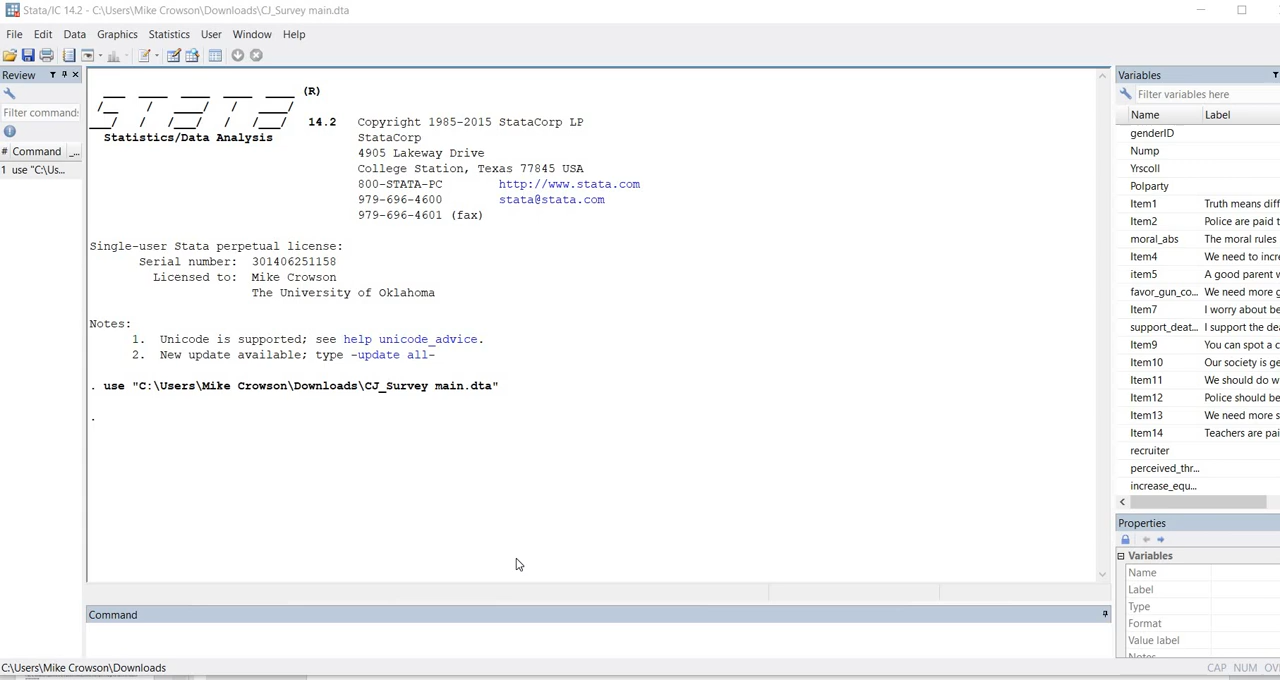 Stata/IC 14.2 - C:\Users\Mike Crowson\Downloads\CJ_Survey main.dta
File Edit Data Graphics Statistics User Window Help
Review
Filter command:
# Command
1 use "C:\Us...
(R)
14.2 Copyright 1985-2015 StataCorp LP
Statistics/Data Analysis StataCorp
4905 Lakeway Drive
College Station, Texas 77845 USA
800-STATA-PC http://www.stata.com
979-696-4600 stata@stata.com
979-696-4601 (fax)
Single-user Stata perpetual license:
Serial number: 301406251158
Licensed to: Mike Crowson
The University of Oklahoma
Notes:
1. Unicode is supported; see help unicode_advice.
2. New update available; type -update all-
. use "C:\Users\Mike Crowson\Downloads\CJ_Survey main.dta"
.
Command
Variables
Filter variables here
Name Label
genderID
Nump
Yrscoll
Polparty
Item1 Truth means diff
Item2 Police are paid t
moral_abs The moral rules
Item4 We need to incre
item5 A good parent w
favor_gun_co... We need more g
Item7 I worry about be
support_deat... I support the dea
Item9 You can spot a c
Item10 Our society is ge
Item11 We should do w
Item12 Police should be
Item13 We need more s
Item14 Teachers are pai
recruiter
perceived_thr...
increase_equ...
Properties
Variables
Name
Label
Type
Format
Value label
Notes
C:\Users\Mike Crowson\Downloads
CAP NUM OV